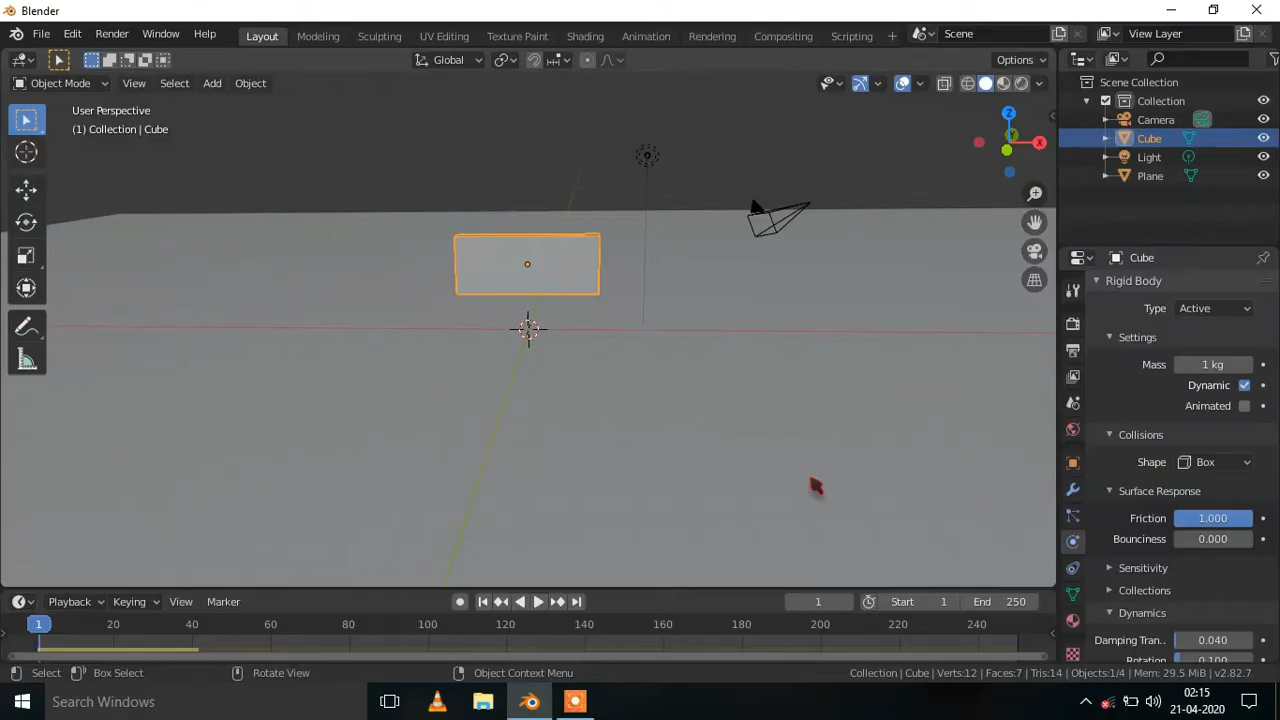 Blender
File Edit Render Window Help Layout Modeling Sculpting UV Editing Texture Paint Shading Animation Rendering Compositing Scripting + Scene View Layer
Global Options
Object Mode View Select Add Object
User Perspective
(1) Collection | Cube
Z
X
Scene Collection
Collection
Camera
Cube
Light
Plane
Cube
Rigid Body
Type Active
Settings
Mass 1 kg
Dynamic
Animated
Collisions
Shape Box
Surface Response
Friction 1.000
Bounciness 0.000
Sensitivity
Collections
Dynamics
Damping Tran... 0.040
Rotation 0.100
Playback Keying View Marker 1 Start 1 End 250
1 20 40 60 80 100 120 140 160 180 200 220 240
Select Box Select Rotate View Object Context Menu Collection | Cube | Verts:12 | Faces:7 | Tris:14 | Objects:1/4 | Mem: 29.5 MiB | v2.82.7
Search Windows
02:15
21-04-2020